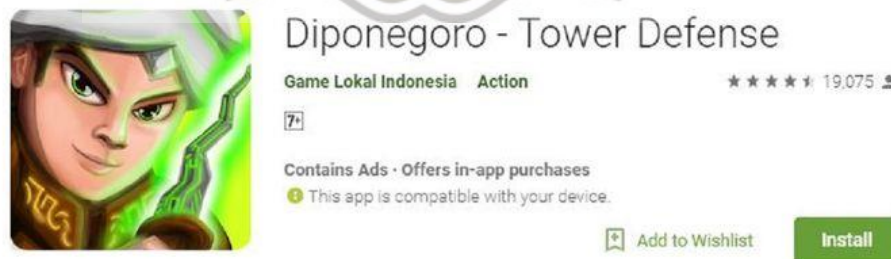 Diponegoro - Tower Defense
Game Lokal Indonesia Action 19,075
7+
Contains Ads · Offers in-app purchases
This app is compatible with your device.
Add to Wishlist Install